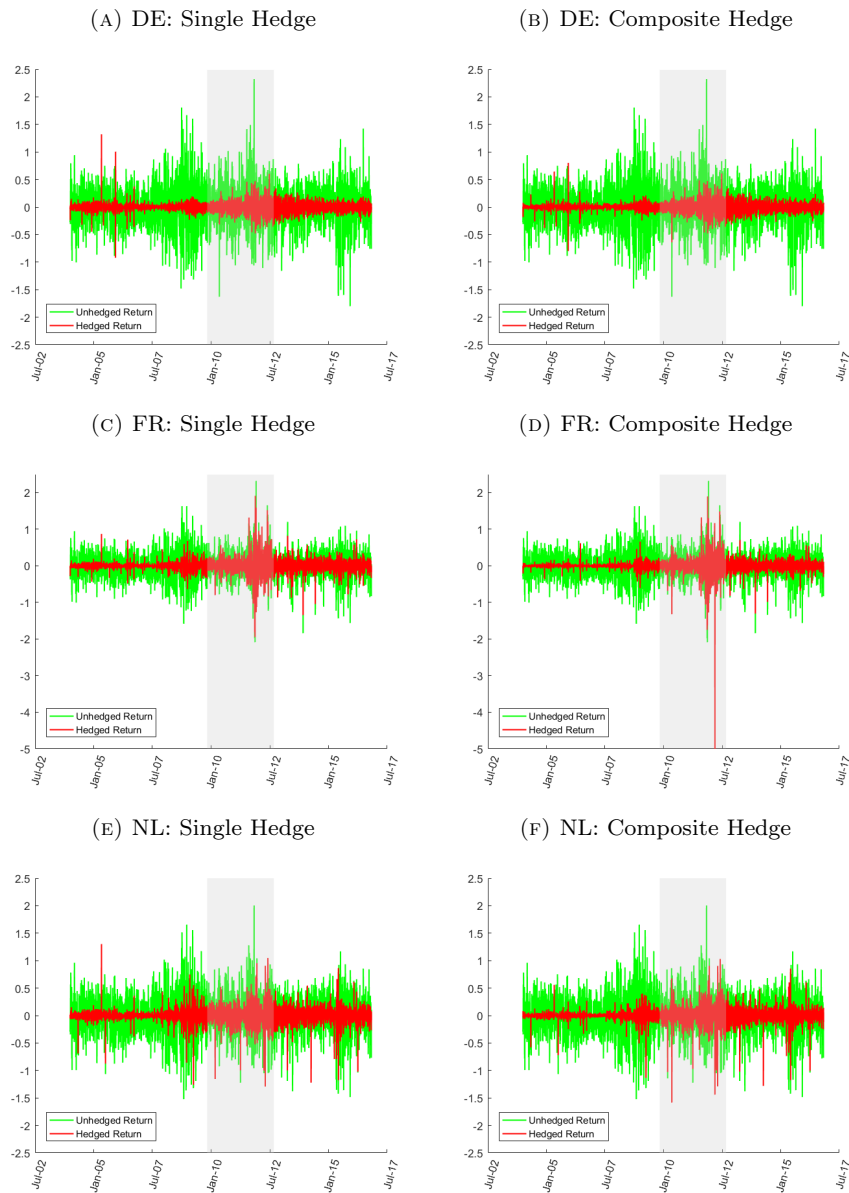 (A) DE: Single Hedge
(B) DE: Composite Hedge
2.5
2
1.5
1
0.5
0
-0.5
-1
-1.5
-2
-2.5
Unhedged Return
Hedged Return
Jul-02
Jan-05
Jul-07
Jan-10
Jul-12
Jan-15
Jul-17
2.5
2
1.5
1
0.5
0
-0.5
-1
-1.5
-2
-2.5
Unhedged Return
Hedged Return
Jul-02
Jan-05
Jul-07
Jan-10
Jul-12
Jan-15
Jul-17
(C) FR: Single Hedge
(D) FR: Composite Hedge
2
1
0
-1
-2
-3
-4
-5
Unhedged Return
Hedged Return
Jul-02
Jan-05
Jul-07
Jan-10
Jul-12
Jan-15
Jul-17
2
1
0
-1
-2
-3
-4
-5
Unhedged Return
Hedged Return
Jul-02
Jan-05
Jul-07
Jan-10
Jul-12
Jan-15
Jul-17
(E) NL: Single Hedge
(F) NL: Composite Hedge
2.5
2
1.5
1
0.5
0
-0.5
-1
-1.5
-2
-2.5
Unhedged Return
Hedged Return
Jul-02
Jan-05
Jul-07
Jan-10
Jul-12
Jan-15
Jul-17
2.5
2
1.5
1
0.5
0
-0.5
-1
-1.5
-2
-2.5
Unhedged Return
Hedged Return
Jul-02
Jan-05
Jul-07
Jan-10
Jul-12
Jan-15
Jul-17